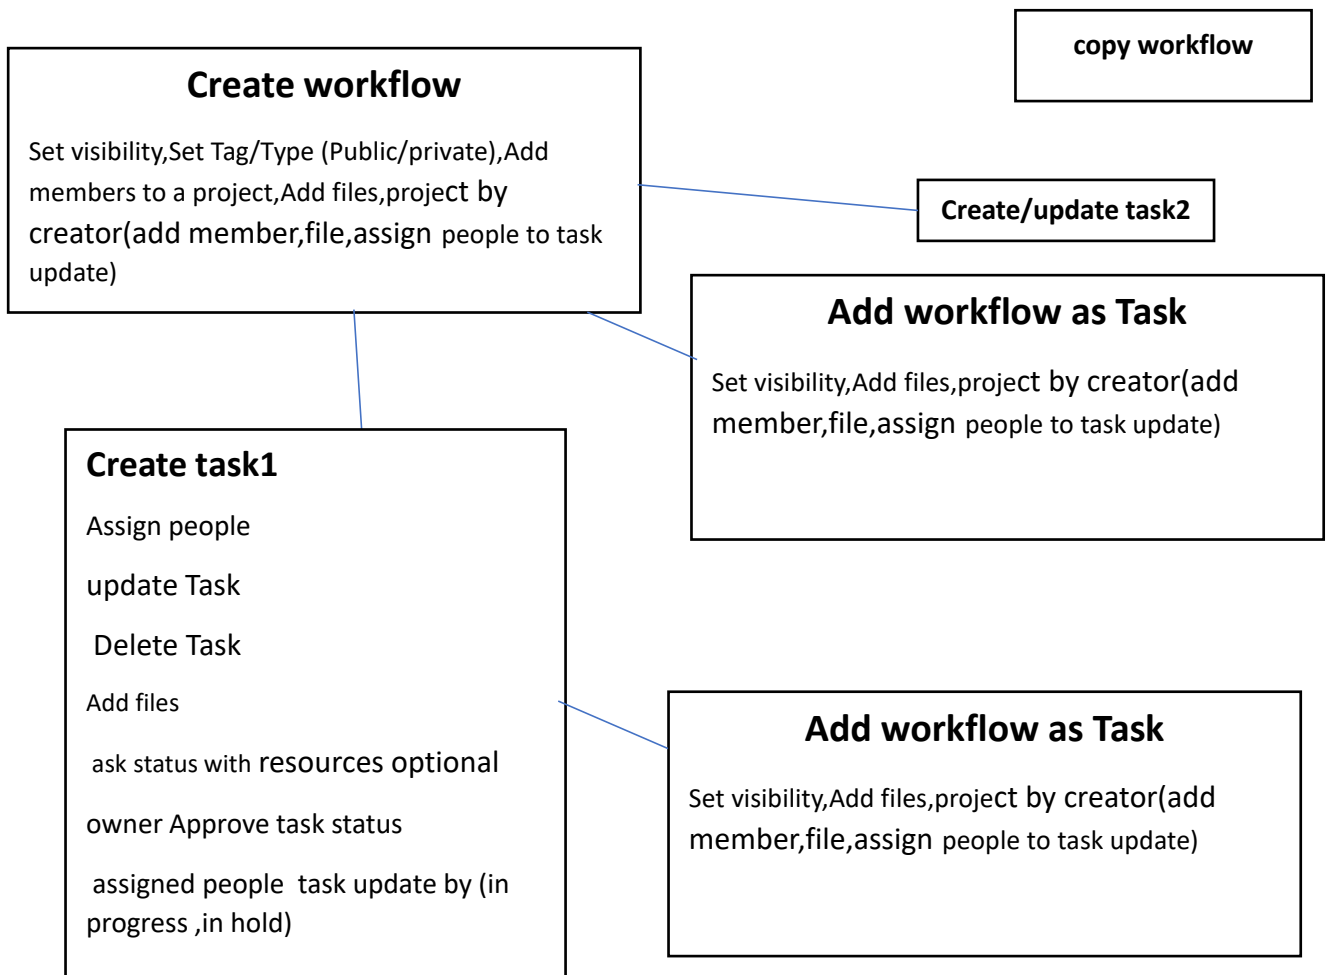 copy workflow
Create workflow
Set visibility,Set Tag/Type (Public/private),Add
members to a project,Add files,project by
creator(add member,file,assign people to task
update)
Create/update task2
Add workflow as Task
Set visibility,Add files,project by creator(add
member,file,assign people to task update)
Create task1
Assign people
update Task
Delete Task
Add files
ask status with resources optional
owner Approve task status
assigned people task update by (in
progress ,in hold)
Add workflow as Task
Set visibility,Add files,project by creator(add
member,file,assign people to task update)